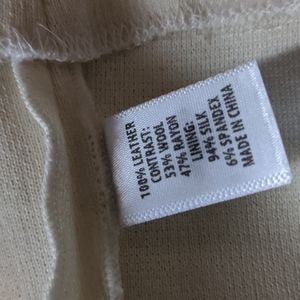 100% LEATHER
CONTRAST:
53% WOOL
47% RAYON
LINING:
94% SILK
6% SPANDEX
MADE IN CHINA